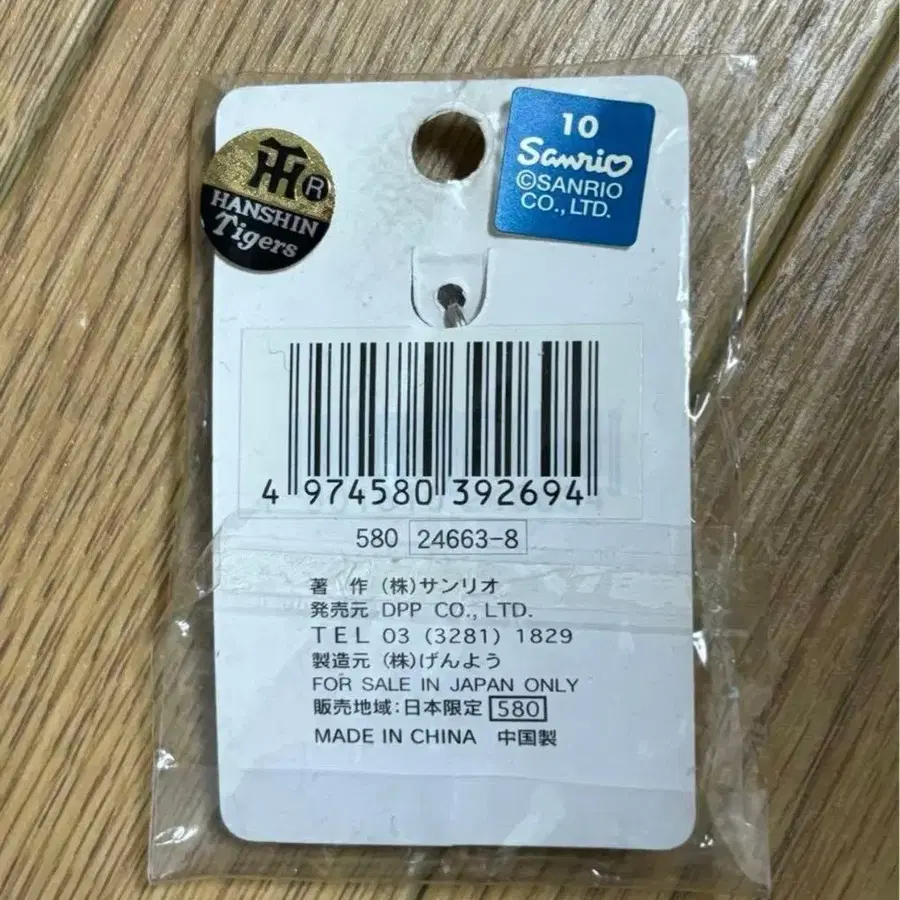 HANSHIN
Tigers
R
10
Sanrio
©SANRIO
CO., LTD.
4 974580 392694
580 24663-8
著 作 (株)サンリオ
発売元 DPP CO., LTD.
TEL 03 (3281) 1829
製造元 (株)げんよう
FOR SALE IN JAPAN ONLY
販売地域:日本限定 580
MADE IN CHINA 中国製